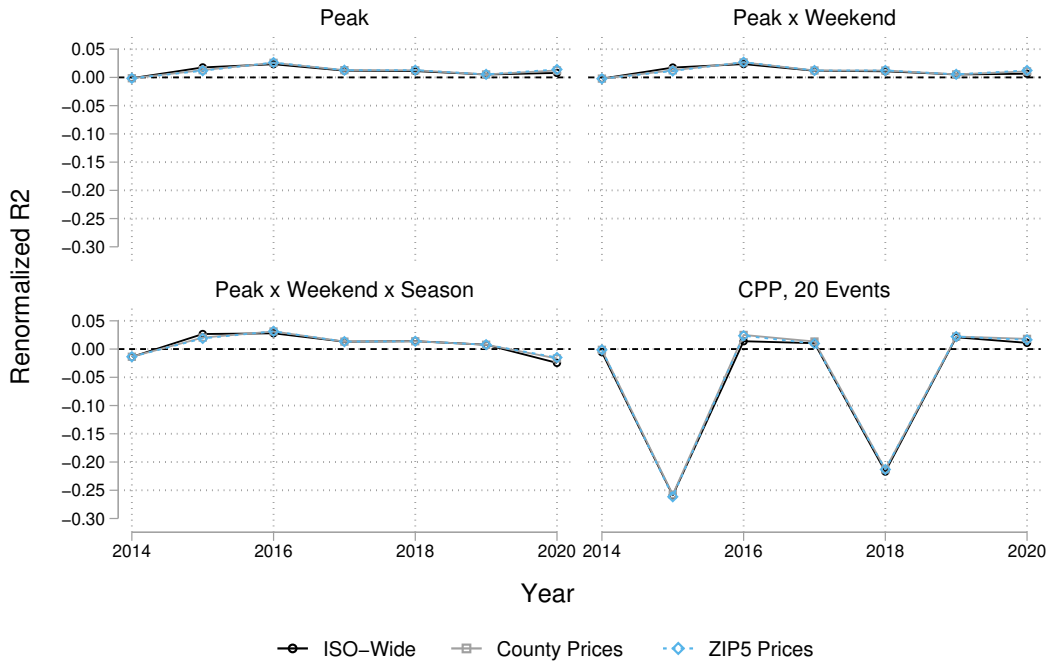 Peak
Peak x Weekend
0.05
0.00
−0.05
−0.10
−0.15
−0.20
−0.25
−0.30
Renormalized R2
Peak x Weekend x Season
CPP, 20 Events
0.05
0.00
−0.05
−0.10
−0.15
−0.20
−0.25
−0.30
2014 2016 2018 2020
2014 2016 2018 2020
Year
ISO−Wide County Prices ZIP5 Prices